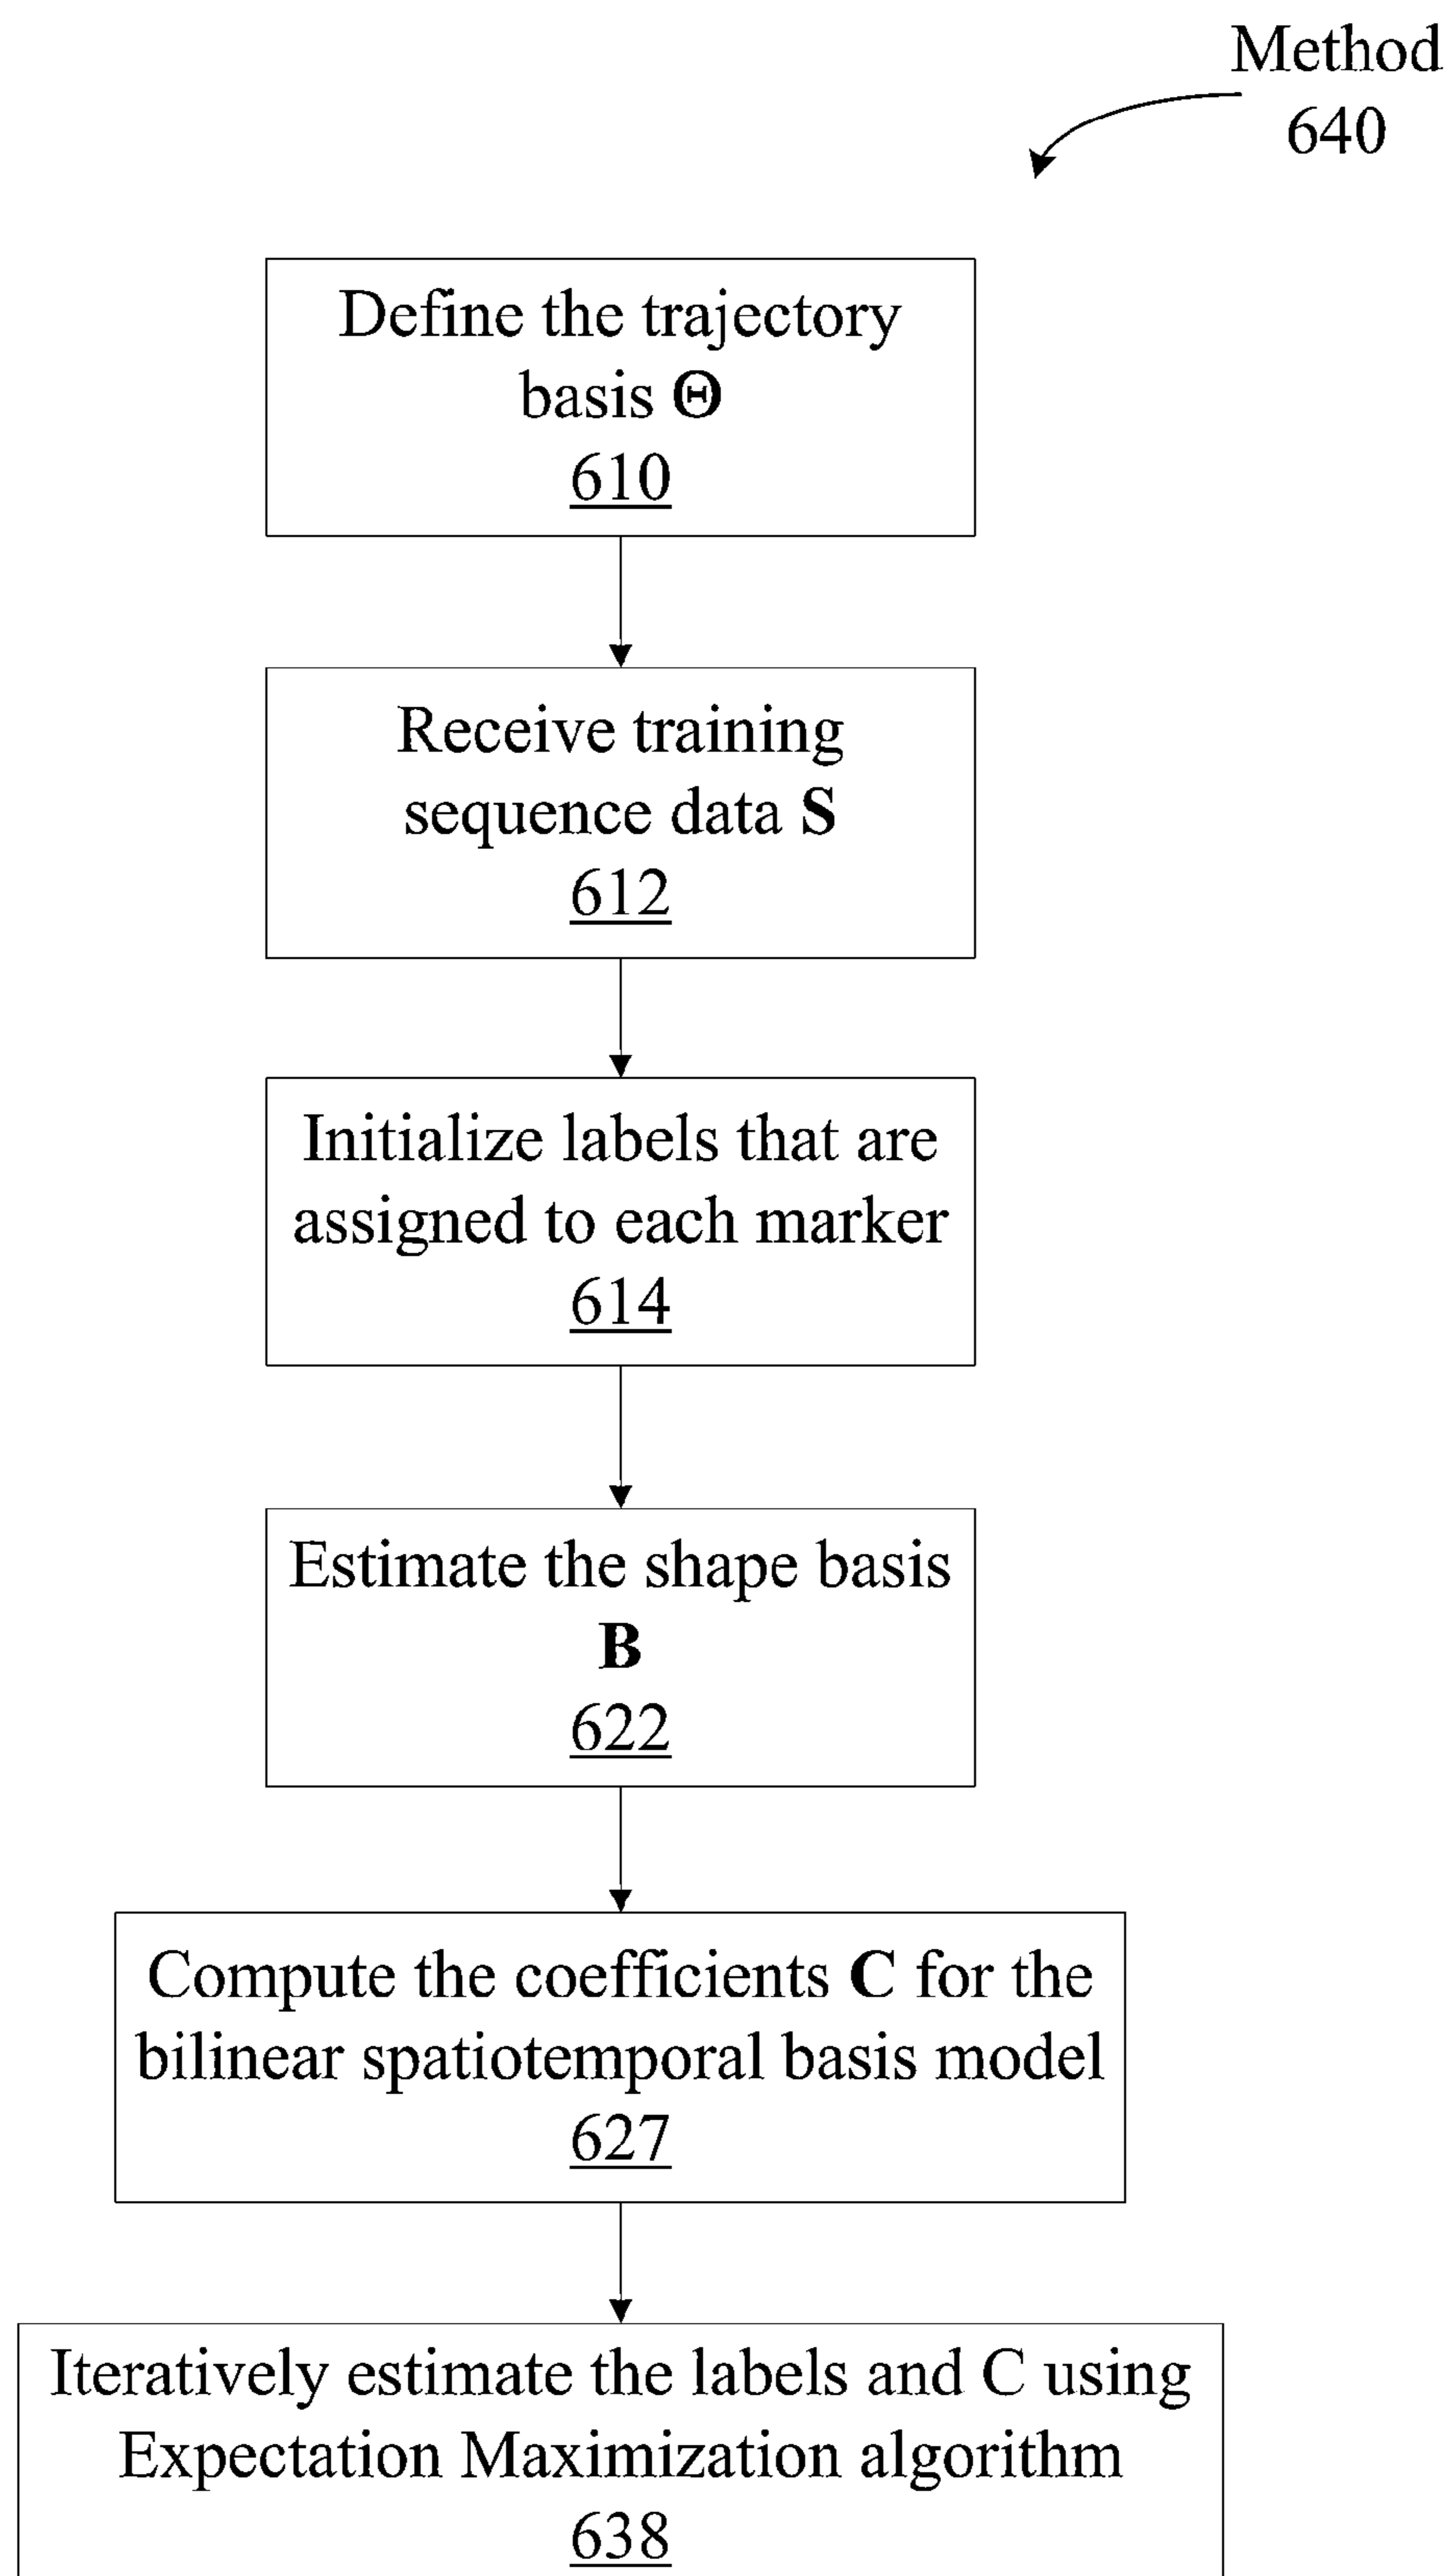 Method
640
Define the trajectory
basis Θ
610
Receive training
sequence data S
612
Initialize labels that are
assigned to each marker
614
Estimate the shape basis
B
622
Compute the coefficients C for the
bilinear spatiotemporal basis model
627
Iteratively estimate the labels and C using
Expectation Maximization algorithm
638